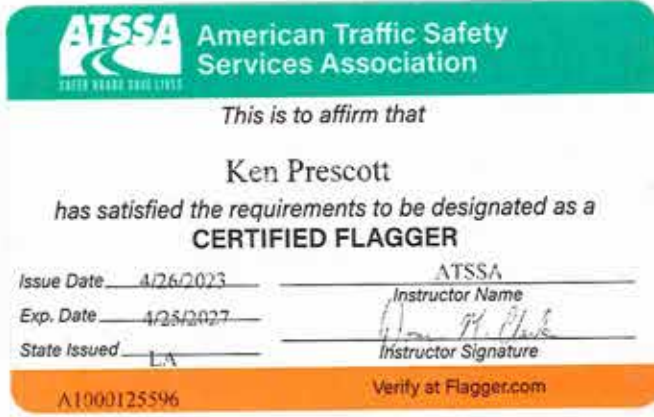 ATSSA
SAFER ROADS SAVE LIVES
American Traffic Safety
Services Association
This is to affirm that
Ken Prescott
has satisfied the requirements to be designated as a
CERTIFIED FLAGGER
Issue Date 4/26/2023
ATSSA
Instructor Name
Exp. Date 4/25/2027
State Issued LA
Instructor Signature
A1000125596
Verify at Flagger.com